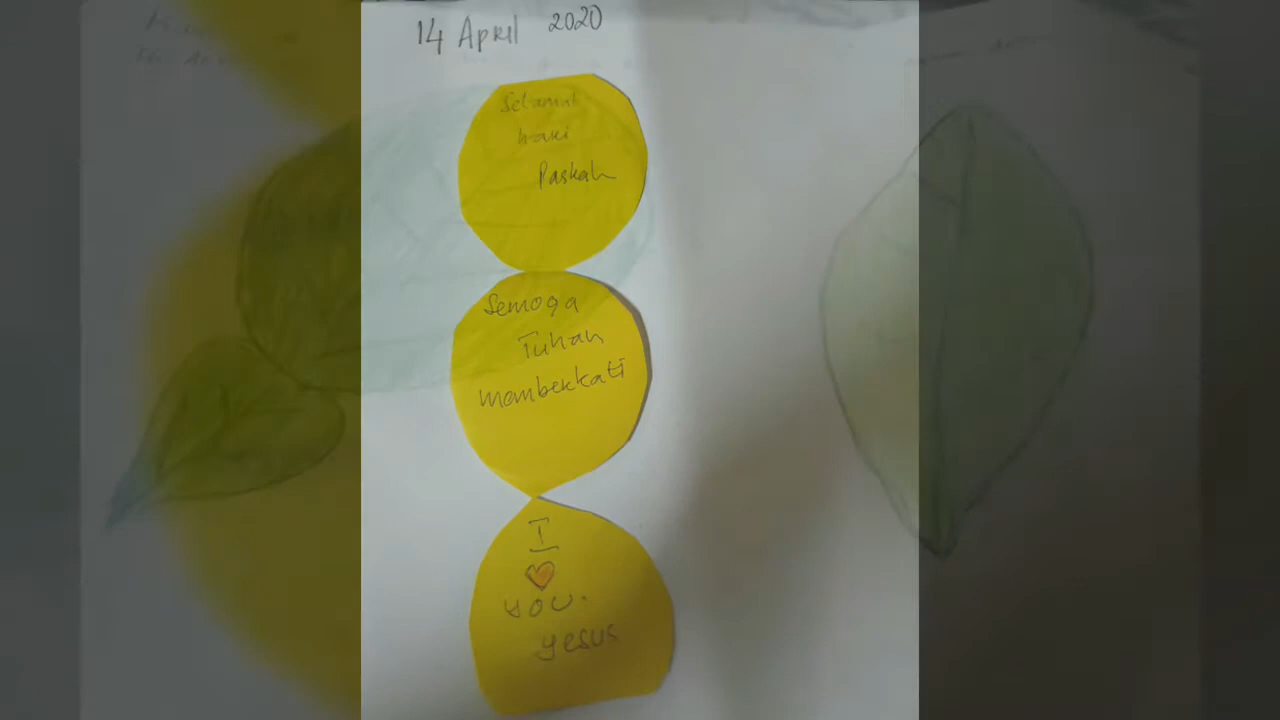 14 April 2020
Selamat
hari
Paskah
Semoga
Tuhan
memberkati
I
you.
yesus